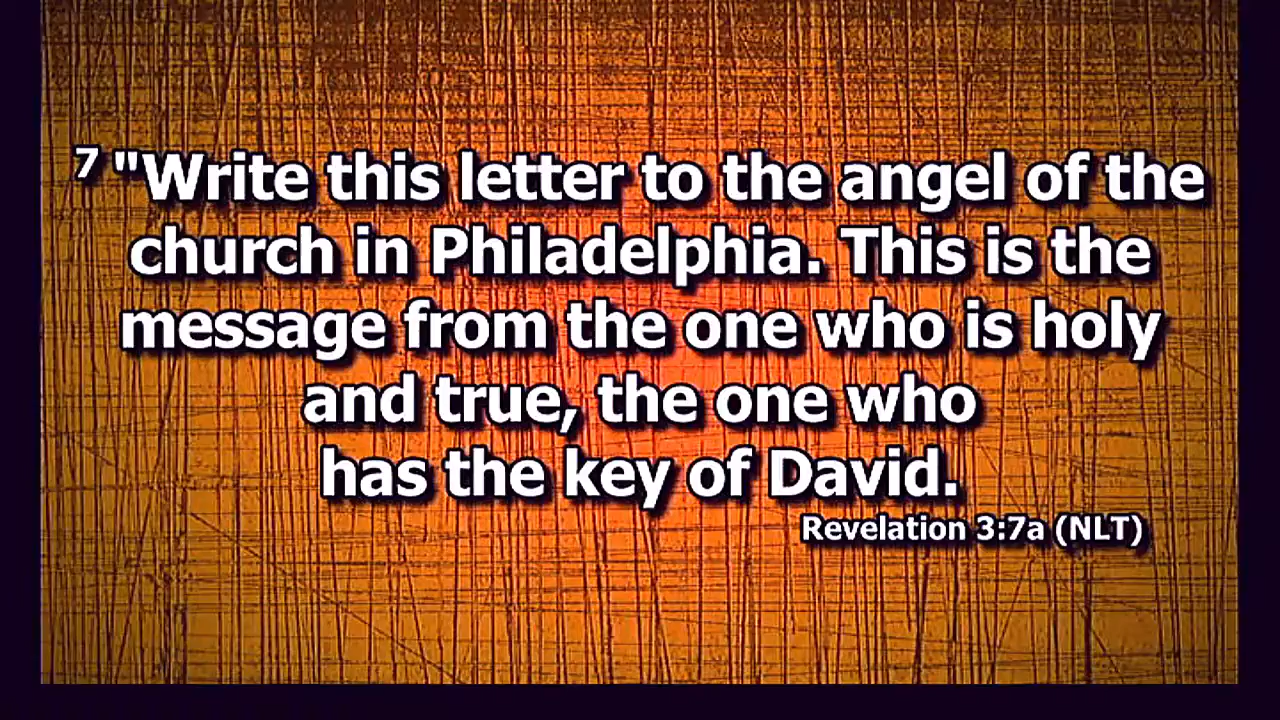 7 "Write this letter to the angel of the
church in Philadelphia. This is the
message from the one who is holy
and true, the one who
has the key of David.
Revelation 3:7a (NLT)